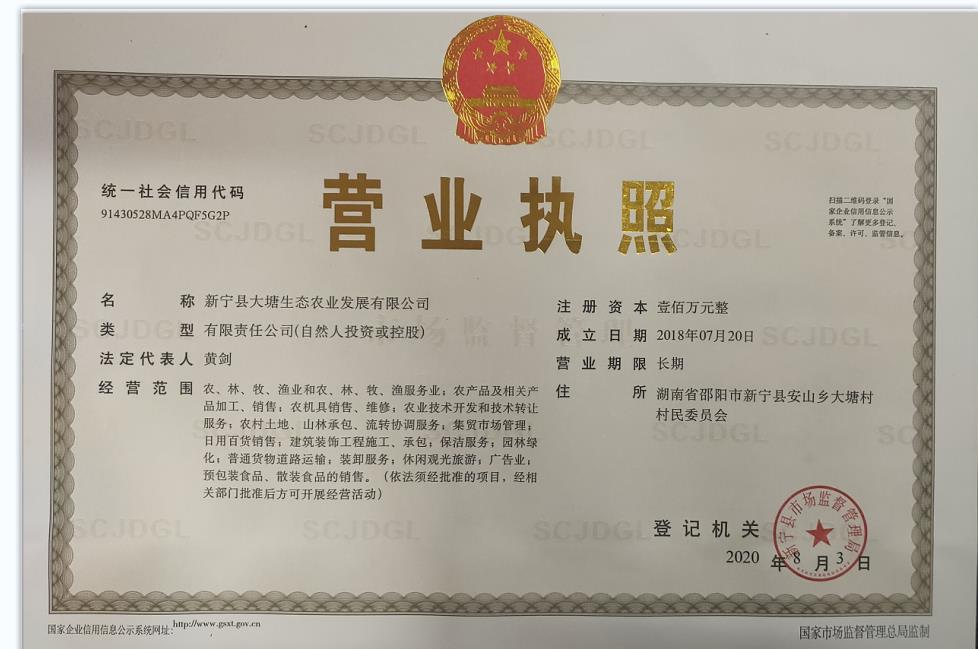 统一社会信用代码
91430528MA4PQF5G2P
营业执照
扫描二维码登录“国
家企业信用信息公示
系统”了解更多登记、
备案、许可、监管信息。
名称 新宁县大塘生态农业发展有限公司
类型 有限责任公司(自然人投资或控股)
法定代表人 黄剑
经营范围 农、林、牧、渔业和农、林、牧、渔服务业；农产品及相关产
品加工、销售；农机具销售、维修；农业技术开发和技术转让
服务；农村土地、山林承包、流转协调服务；集贸市场管理；
日用百货销售；建筑装饰工程施工、承包；保洁服务；园林绿
化；普通货物道路运输；装卸服务；休闲观光旅游；广告业；
预包装食品、散装食品的销售。（依法须经批准的项目，经相
关部门批准后方可开展经营活动）
注册资本 壹佰万元整
成立日期 2018年07月20日
营业期限 长期
住所 湖南省邵阳市新宁县安山乡大塘村
村民委员会
登记机关
新宁县市场监督管理局
2020 年 8 月 3 日
国家企业信用信息公示系统网址：http://www.gsxt.gov.cn
国家市场监督管理总局监制
SCJDGL
市场监督管理